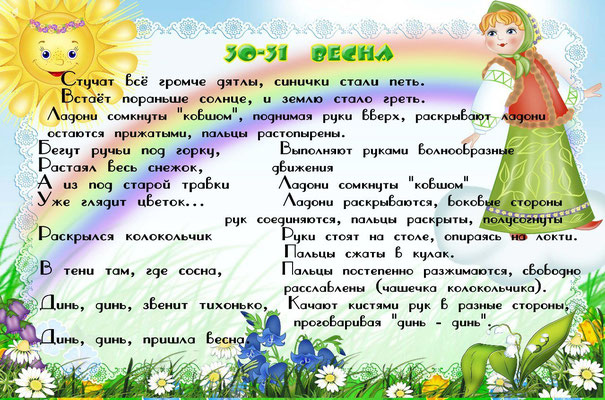 30-31 ВЕСНА
Стучат всё громче дятлы, синички стали петь.
Встаёт пораньше солнце, и землю стало греть.
Ладони сомкнуты "ковшом", поднимая руки вверх, раскрывают ладони
остаются прижатыми, пальцы растопырены.
Бегут ручьи под горку, Выполняют руками волнообразные
Растаял весь снежок, движения
А из под старой травки Ладони сомкнуты "ковшом"
Уже глядит цветок... Ладони раскрываются, боковые стороны
рук соединяются, пальцы раскрыты, полусогнуты
Раскрылся колокольчик Руки стоят на столе, опираясь на локти.
Пальцы сжаты в кулак.
В тени там, где сосна, Пальцы постепенно разжимаются, свободно
расслаблены (чашечка колокольчика).
Динь, динь, звенит тихонько, Качают кистями рук в разные стороны,
проговаривая "динь - динь".
Динь, динь, пришла весна.